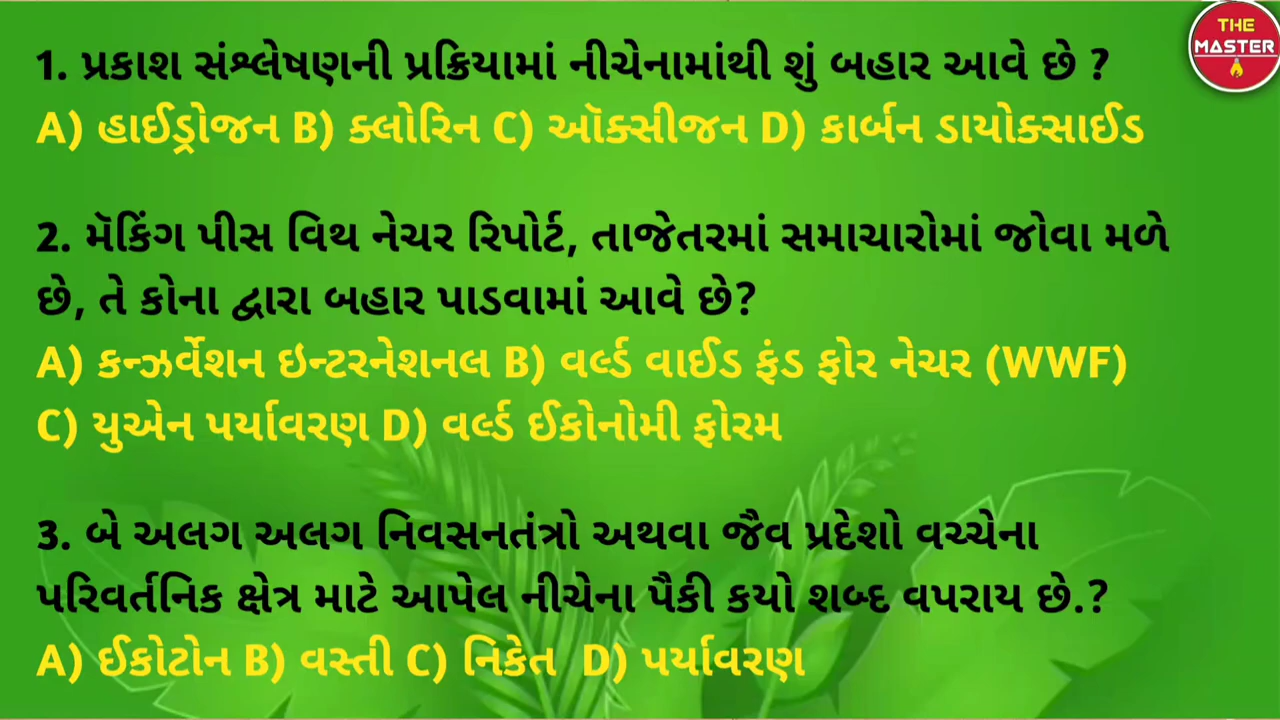 THE
MASTER
1. પ્રકાશ સંશ્લેષણની પ્રક્રિયામાં નીચેનામાંથી શું બહાર આવે છે ?
A) હાઈડ્રોજન B) ક્લોરિન C) ઑક્સીજન D) કાર્બન ડાયોક્સાઈડ
2. મૅકિંગ પીસ વિથ નેચર રિપોર્ટ, તાજેતરમાં સમાચારોમાં જોવા મળે
છે, તે કોના દ્વારા બહાર પાડવામાં આવે છે?
A) કન્ઝર્વેશન ઇન્ટરનેશનલ B) વર્લ્ડ વાઈડ ફંડ ફોર નેચર (WWF)
C) યુએન પર્યાવરણ D) વર્લ્ડ ઈકોનોમી ફોરમ
3. બે અલગ અલગ નિવસનતંત્રો અથવા જૈવ પ્રદેશો વચ્ચેના
પરિવર્તનિક ક્ષેત્ર માટે આપેલ નીચેના પૈકી કયો શબ્દ વપરાય છે.?
A) ઈકોટોન B) વસ્તી C) નિકેત D) પર્યાવરણ